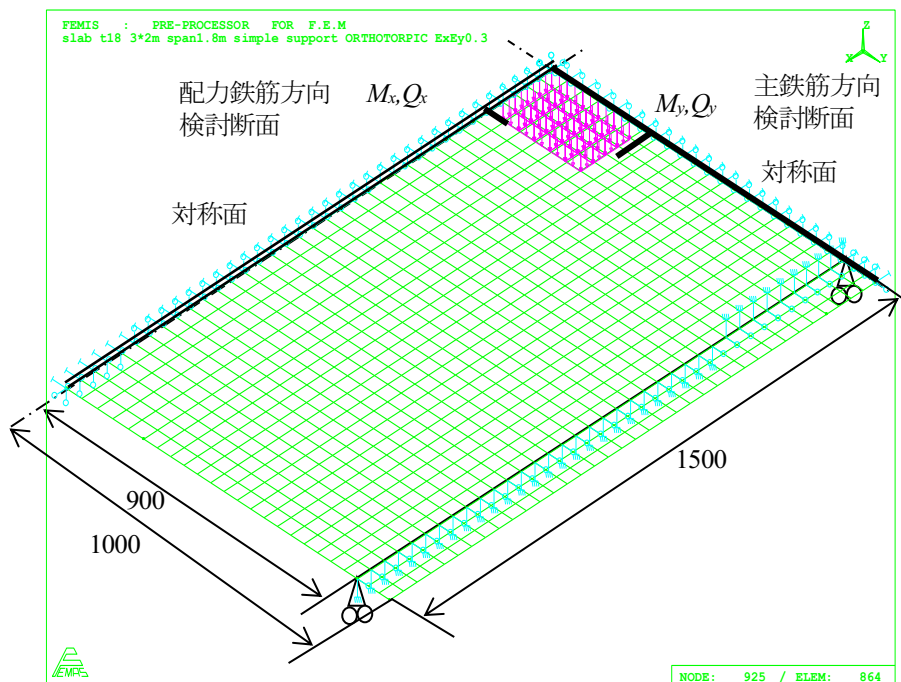 FEMIS : PRE-PROCESSOR FOR F.E.M
slab t18 3*2m span1.8m simple support ORTHOTORPIC ExEy0.3
Z
X Y
配力鉄筋方向
検討断面
Mx,Qx
My,Qy
主鉄筋方向
検討断面
対称面
対称面
1500
900
1000
NODE: 925 / ELEM: 864